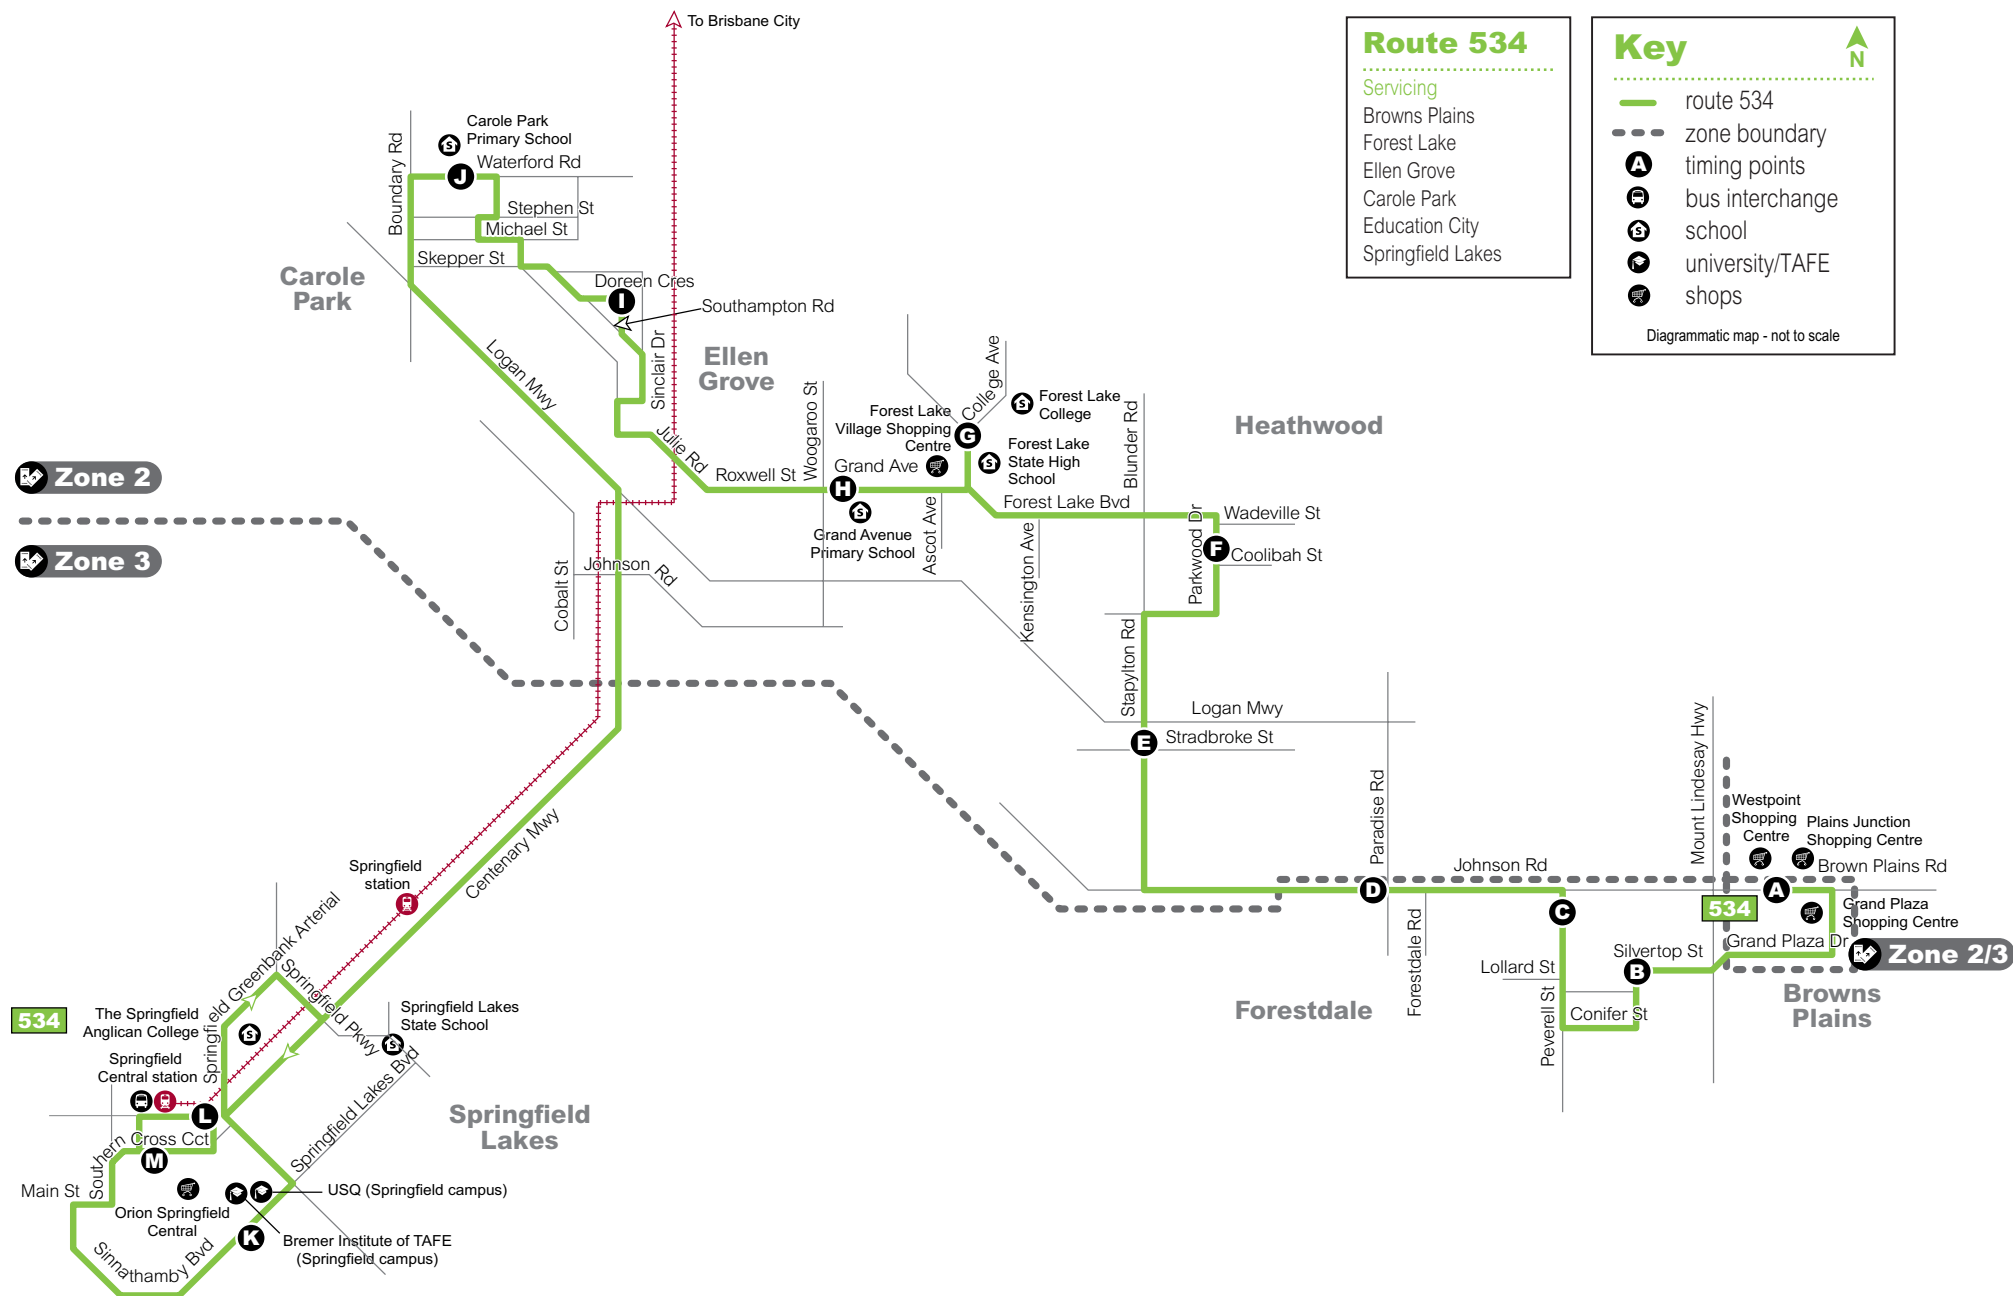 To Brisbane City
Route 534
Servicing
Browns Plains
Forest Lake
Ellen Grove
Carole Park
Education City
Springfield Lakes
Key
N
route 534
zone boundary
A
timing points
bus interchange
S
school
university/TAFE
shops
Diagrammatic map - not to scale
Carole Park
Primary School
S
Boundary Rd
J
Waterford Rd
Stephen St
Michael St
Skepper St
Carole
Park
Doreen Cres
I
Southampton Rd
Sinclair Dr
Logan Mwy
Ellen
Grove
Julie Rd
Roxwell St
Woogaroo St
H
Grand Ave
Forest Lake
Village Shopping
Centre
College Ave
G
S
Forest Lake
College
S
Forest Lake
State High
School
S
Grand Avenue
Primary School
Ascot Ave
Forest Lake Bvd
Kensington Ave
Blunder Rd
Heathwood
Parkwood Dr
Wadeville St
F
Coolibah St
Zone 2
Zone 3
Cobalt St
Johnson Rd
Stapylton Rd
Logan Mwy
E
Stradbroke St
Paradise Rd
D
Johnson Rd
Forestdale Rd
Forestdale
Mount Lindesay Hwy
Westpoint
Shopping
Centre
Plains Junction
Shopping Centre
Brown Plains Rd
A
534
Grand Plaza
Shopping Centre
Grand Plaza Dr
Zone 2/3
Browns
Plains
C
Silvertop St
B
Lollard St
Conifer St
Peverell St
Centenary Mwy
Springfield
station
Springfield Greenbank Arterial
Springfield Pkwy
534
The Springfield
Anglican College
S
Springfield Lakes
State School
S
Springfield
Central station
L
Springfield Lakes Bvd
Springfield
Lakes
Southern Cross Cct
M
Main St
Orion Springfield
Central
USQ (Springfield campus)
K
Bremer Institute of TAFE
(Springfield campus)
Sinnathamby Bvd